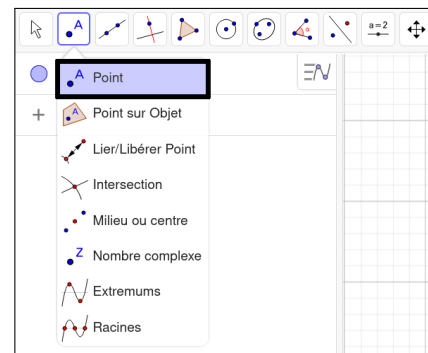 A
a=2
A Point
A Point sur Objet
Lier/Libérer Point
Intersection
Milieu ou centre
Z Nombre complexe
Extremums
Racines